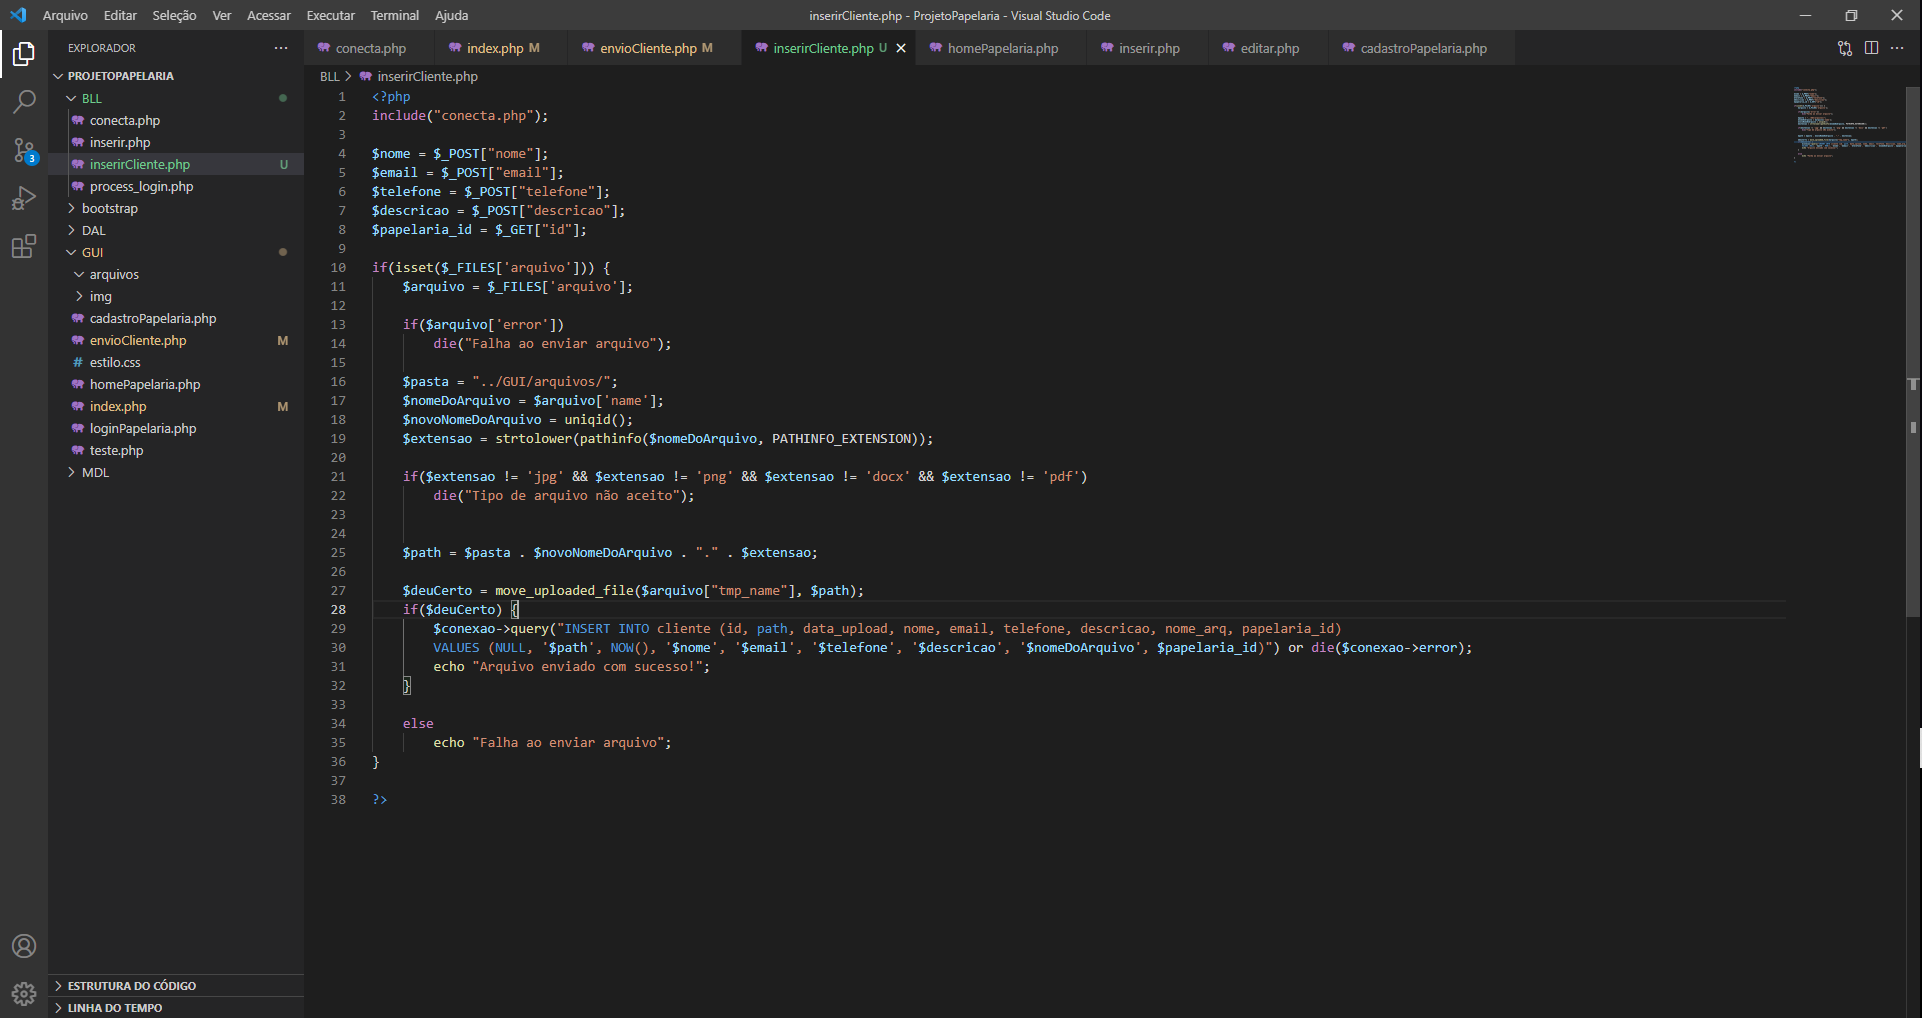 Arquivo Editar Seleção Ver Acessar Executar Terminal Ajuda
inserirCliente.php - ProjetoPapelaria - Visual Studio Code
EXPLORADOR
conecta.php index.php M envioCliente.php M inserirCliente.php U homePapelaria.php inserir.php editar.php cadastroPapelaria.php
3
PROJETOPAPELARIA
BLL
conecta.php
inserir.php
inserirCliente.php U
process_login.php
bootstrap
DAL
GUI
arquivos
img
cadastroPapelaria.php
envioCliente.php M
estilo.css
homePapelaria.php
index.php M
loginPapelaria.php
teste.php
MDL
ESTRUTURA DO CÓDIGO
LINHA DO TEMPO
BLL > inserirCliente.php
1 <?php
2 include("conecta.php");
3
4 $nome = $_POST["nome"];
5 $email = $_POST["email"];
6 $telefone = $_POST["telefone"];
7 $descricao = $_POST["descricao"];
8 $papelaria_id = $_GET["id"];
9
10 if(isset($_FILES['arquivo'])) {
11 $arquivo = $_FILES['arquivo'];
12
13 if($arquivo['error'])
14 die("Falha ao enviar arquivo");
15
16 $pasta = "../GUI/arquivos/";
17 $nomeDoArquivo = $arquivo['name'];
18 $novoNomeDoArquivo = uniqid();
19 $extensao = strtolower(pathinfo($nomeDoArquivo, PATHINFO_EXTENSION));
20
21 if($extensao != 'jpg' && $extensao != 'png' && $extensao != 'docx' && $extensao != 'pdf')
22 die("Tipo de arquivo não aceito");
23
24
25 $path = $pasta . $novoNomeDoArquivo . "." . $extensao;
26
27 $deuCerto = move_uploaded_file($arquivo["tmp_name"], $path);
28 if($deuCerto) {
29 $conexao->query("INSERT INTO cliente (id, path, data_upload, nome, email, telefone, descricao, nome_arq, papelaria_id)
30 VALUES (NULL, '$path', NOW(), '$nome', '$email', '$telefone', '$descricao', '$nomeDoArquivo', $papelaria_id)") or die($conexao->error);
31 echo "Arquivo enviado com sucesso!";
32 }
33
34 else
35 echo "Falha ao enviar arquivo";
36 }
37
38 ?>